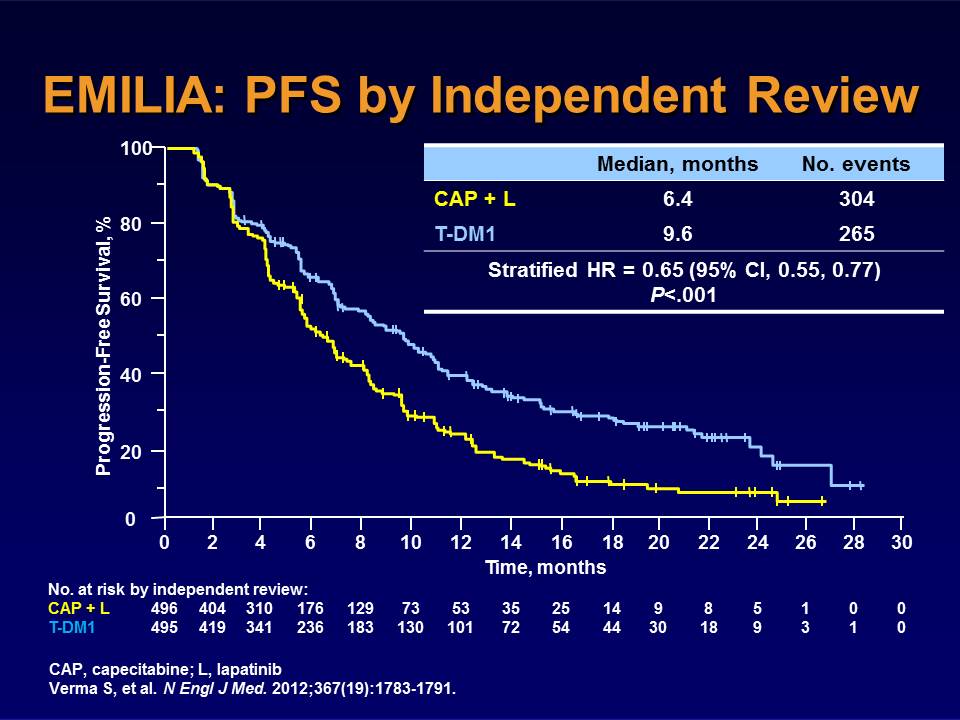 EMILIA: PFS by Independent Review
Median, months No. events
CAP + L 6.4 304
T-DM1 9.6 265
Stratified HR = 0.65 (95% CI, 0.55, 0.77)
P<.001
Progression-Free Survival, %
100
80
60
40
20
0
0 2 4 6 8 10 12 14 16 18 20 22 24 26 28 30
Time, months
No. at risk by independent review:
CAP + L 496 404 310 176 129 73 53 35 25 14 9 8 5 1 0 0
T-DM1 495 419 341 236 183 130 101 72 54 44 30 18 9 3 1 0
CAP, capecitabine; L, lapatinib
Verma S, et al. N Engl J Med. 2012;367(19):1783-1791.